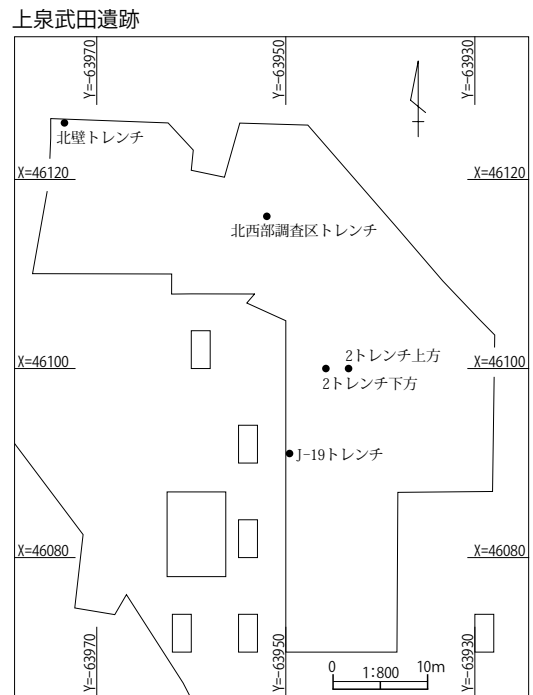 上泉武田遺跡
Y=-63970
Y=-63950
Y=-63930
北壁トレンチ
X=46120
X=46120
北西部調査区トレンチ
2トレンチ上方
X=46100
X=46100
2トレンチ下方
J-19トレンチ
X=46080
X=46080
Y=-63970
Y=-63950
Y=-63930
0
1:800
10m